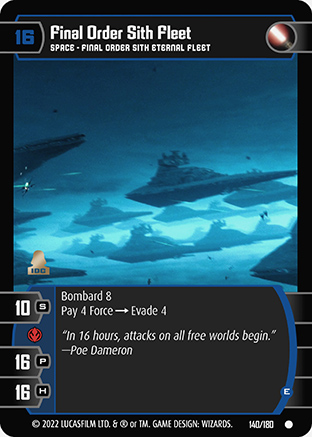 16
Final Order Sith Fleet
SPACE - FINAL ORDER SITH ETERNAL FLEET
100
10 S
Bombard 8
Pay 4 Force → Evade 4
"In 16 hours, attacks on all free worlds begin."
—Poe Dameron
16 P
16 H
E
© 2022 LUCASFILM LTD. & ® or TM. GAME DESIGN: WIZARDS. 140/180